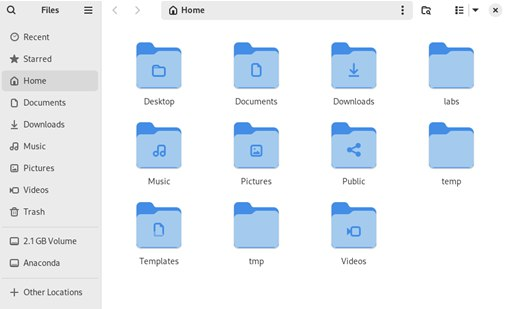 Files
Home
Recent
Starred
Home
Documents
Downloads
Music
Pictures
Videos
Trash
2.1 GB Volume
Anaconda
Other Locations
Desktop
Documents
Downloads
labs
Music
Pictures
Public
temp
Templates
tmp
Videos